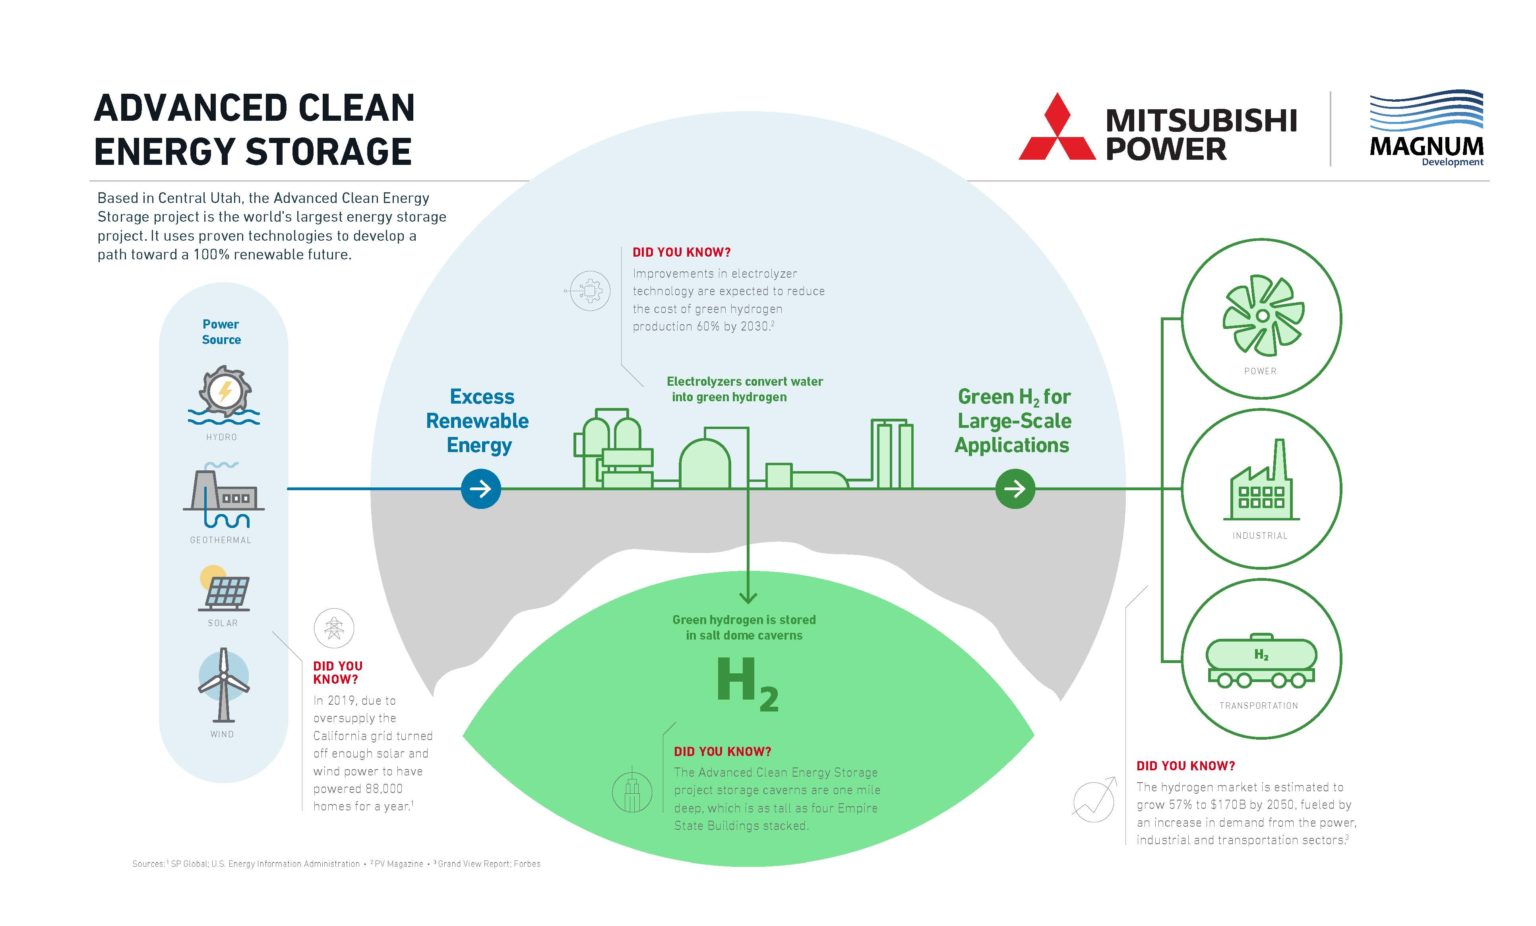 ADVANCED CLEAN
ENERGY STORAGE
MITSUBISHI
POWER
MAGNUM
Development
Based in Central Utah, the Advanced Clean Energy
Storage project is the world's largest energy storage
project. It uses proven technologies to develop a
path toward a 100% renewable future.
Power
Source
HYDRO
GEOTHERMAL
SOLAR
WIND
DID YOU
KNOW?
In 2019, due to
oversupply the
California grid turned
off enough solar and
wind power to have
powered 88,000
homes for a year.¹
Excess
Renewable
Energy
DID YOU KNOW?
Improvements in electrolyzer
technology are expected to reduce
the cost of green hydrogen
production 60% by 2030.²
Electrolyzers convert water
into green hydrogen
Green H₂ for
Large-Scale
Applications
Green hydrogen is stored
in salt dome caverns
H₂
DID YOU KNOW?
The Advanced Clean Energy Storage
project storage caverns are one mile
deep, which is as tall as four Empire
State Buildings stacked.
POWER
INDUSTRIAL
H₂
TRANSPORTATION
DID YOU KNOW?
The hydrogen market is estimated to
grow 57% to $170B by 2050, fueled by
an increase in demand from the power,
industrial and transportation sectors.³
Sources: ¹ SP Global; U.S. Energy Information Administration • ² PV Magazine • ³ Grand View Report; Forbes